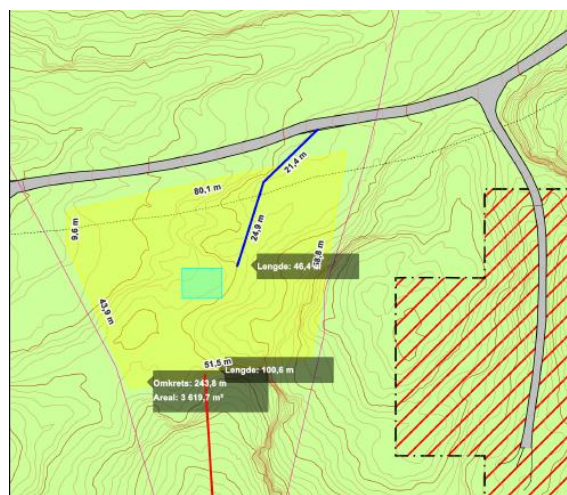 21,4 m
80,1 m
9,6 m
24,9 m
Lengde: 46,4 m
43,9 m
51,5 m
Lengde: 100,6 m
Omkrets: 243,8 m
Areal: 3 619,7 m²